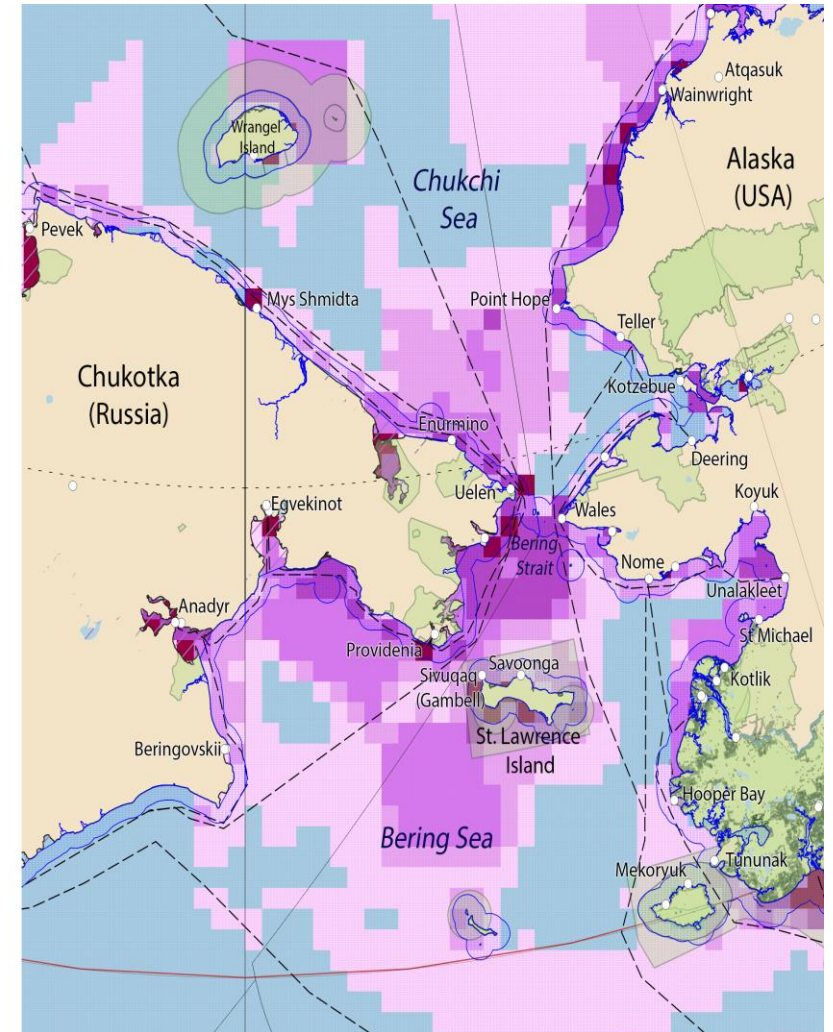 Atqasuk
Wainwright
Wrangel
Island
Chukchi
Sea
Alaska
(USA)
Pevek
Mys Shmidta
Point Hope
Teller
Kotzebue
Chukotka
(Russia)
Enurmino
Deering
Uelen
Koyuk
Egvekinot
Wales
Bering
Strait
Nome
Unalakleet
Anadyr
St Michael
Providenia
Savoonga
Sivuqaq
(Gambell)
Kotlik
St. Lawrence
Island
Beringovskii
Hooper Bay
Bering Sea
Tununak
Mekoryuk